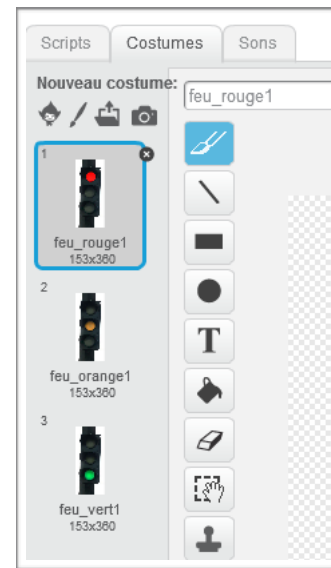 Scripts Costumes Sons
Nouveau costume:
feu_rouge1
1
feu_rouge1
153x360
2
feu_orange1
153x360
3
feu_vert1
153x360
T